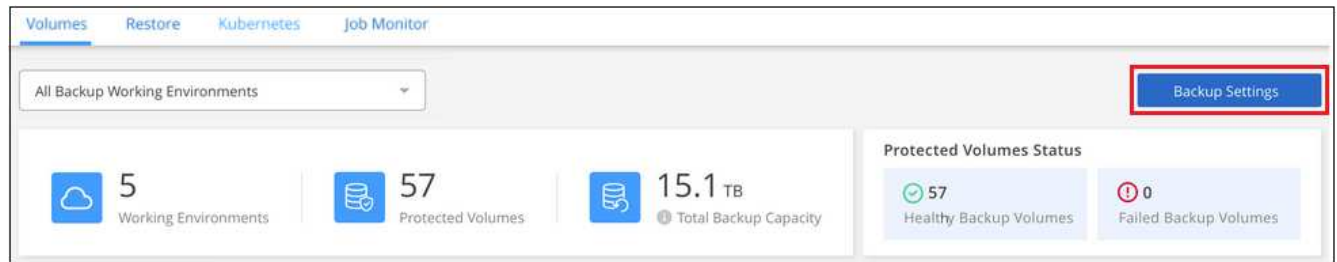 Volumes Restore Kubernetes Job Monitor
All Backup Working Environments
Backup Settings
5
Working Environments
57
Protected Volumes
15.1 TB
Total Backup Capacity
Protected Volumes Status
57
Healthy Backup Volumes
0
Failed Backup Volumes